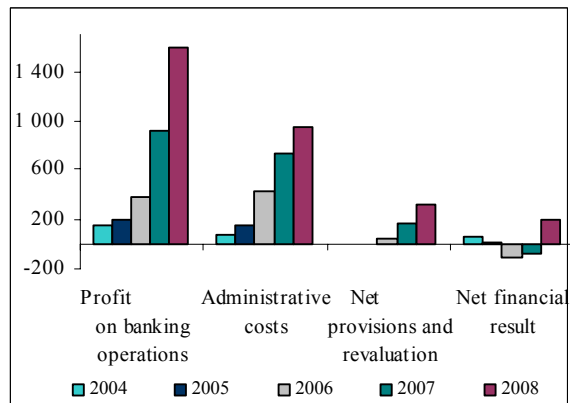 1 400
1 000
600
200
-200
Profit on banking operations
Administrative costs
Net provisions and revaluation
Net financial result
2004 2005 2006 2007 2008